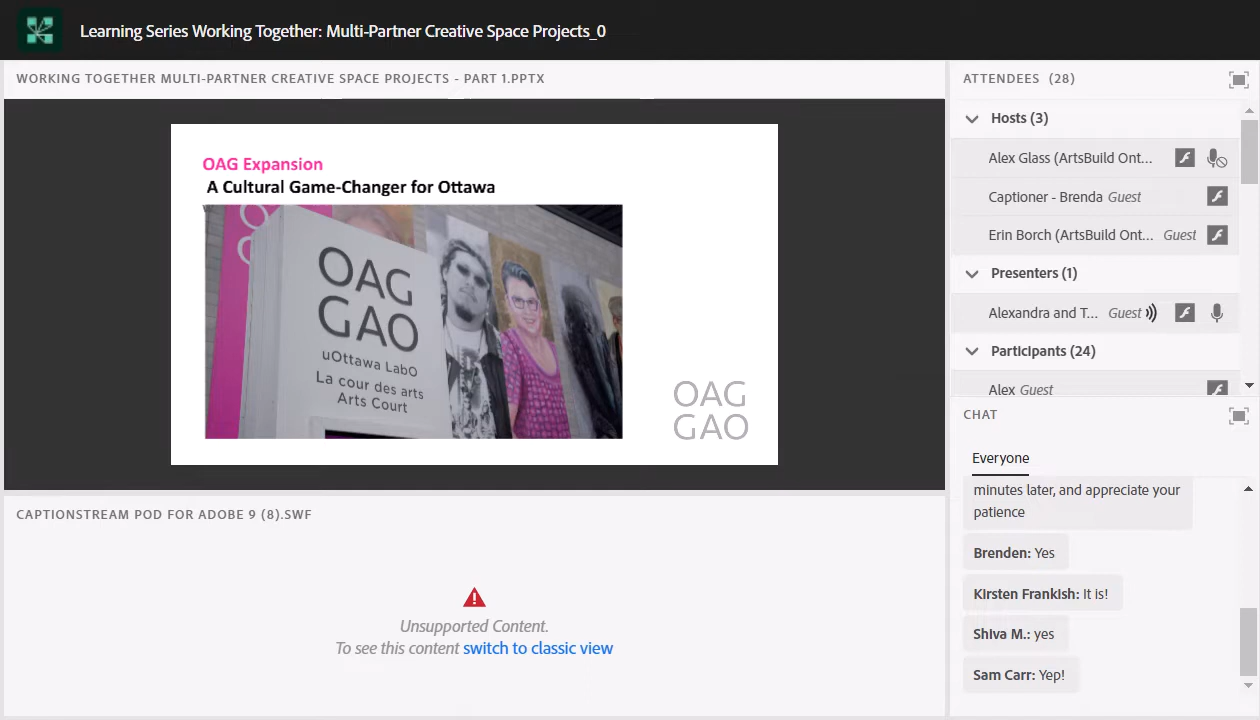 Learning Series Working Together: Multi-Partner Creative Space Projects_0
WORKING TOGETHER MULTI-PARTNER CREATIVE SPACE PROJECTS - PART 1.PPTX
OAG Expansion
A Cultural Game-Changer for Ottawa
OAG
GAO
uOttawa LabO
La cour des arts
Arts Court
OAG
GAO
CAPTIONSTREAM POD FOR ADOBE 9 (8).SWF
Unsupported Content.
To see this content switch to classic view
ATTENDEES (28)
Hosts (3)
Alex Glass (ArtsBuild Ont...
Captioner - Brenda Guest
Erin Borch (ArtsBuild Ont... Guest
Presenters (1)
Alexandra and T... Guest
Participants (24)
Alex Guest
CHAT
Everyone
minutes later, and appreciate your
patience
Brenden: Yes
Kirsten Frankish: It is!
Shiva M.: yes
Sam Carr: Yep!